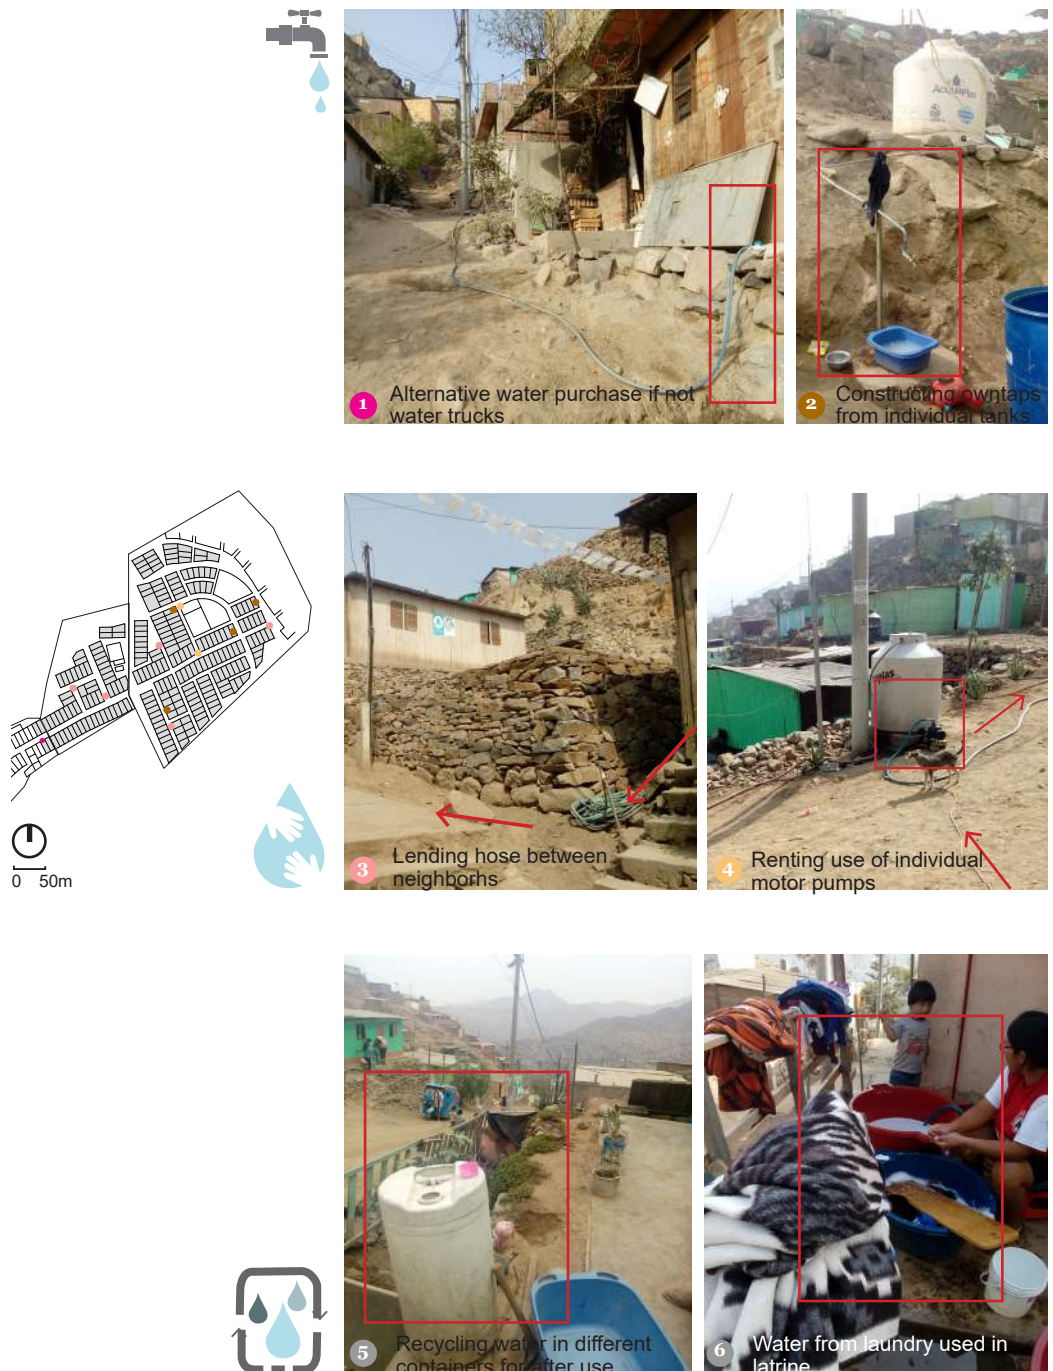 AcquaPlas
1 Alternative water purchase if not
water trucks
2 Constructing owntaps
from individual tanks
plas
3 Lending hose between
neighborhs
4 Renting use of individual
motor pumps
0 50m
5 Recycling water in different
containers for after use
6 Water from laundry used in
latrine